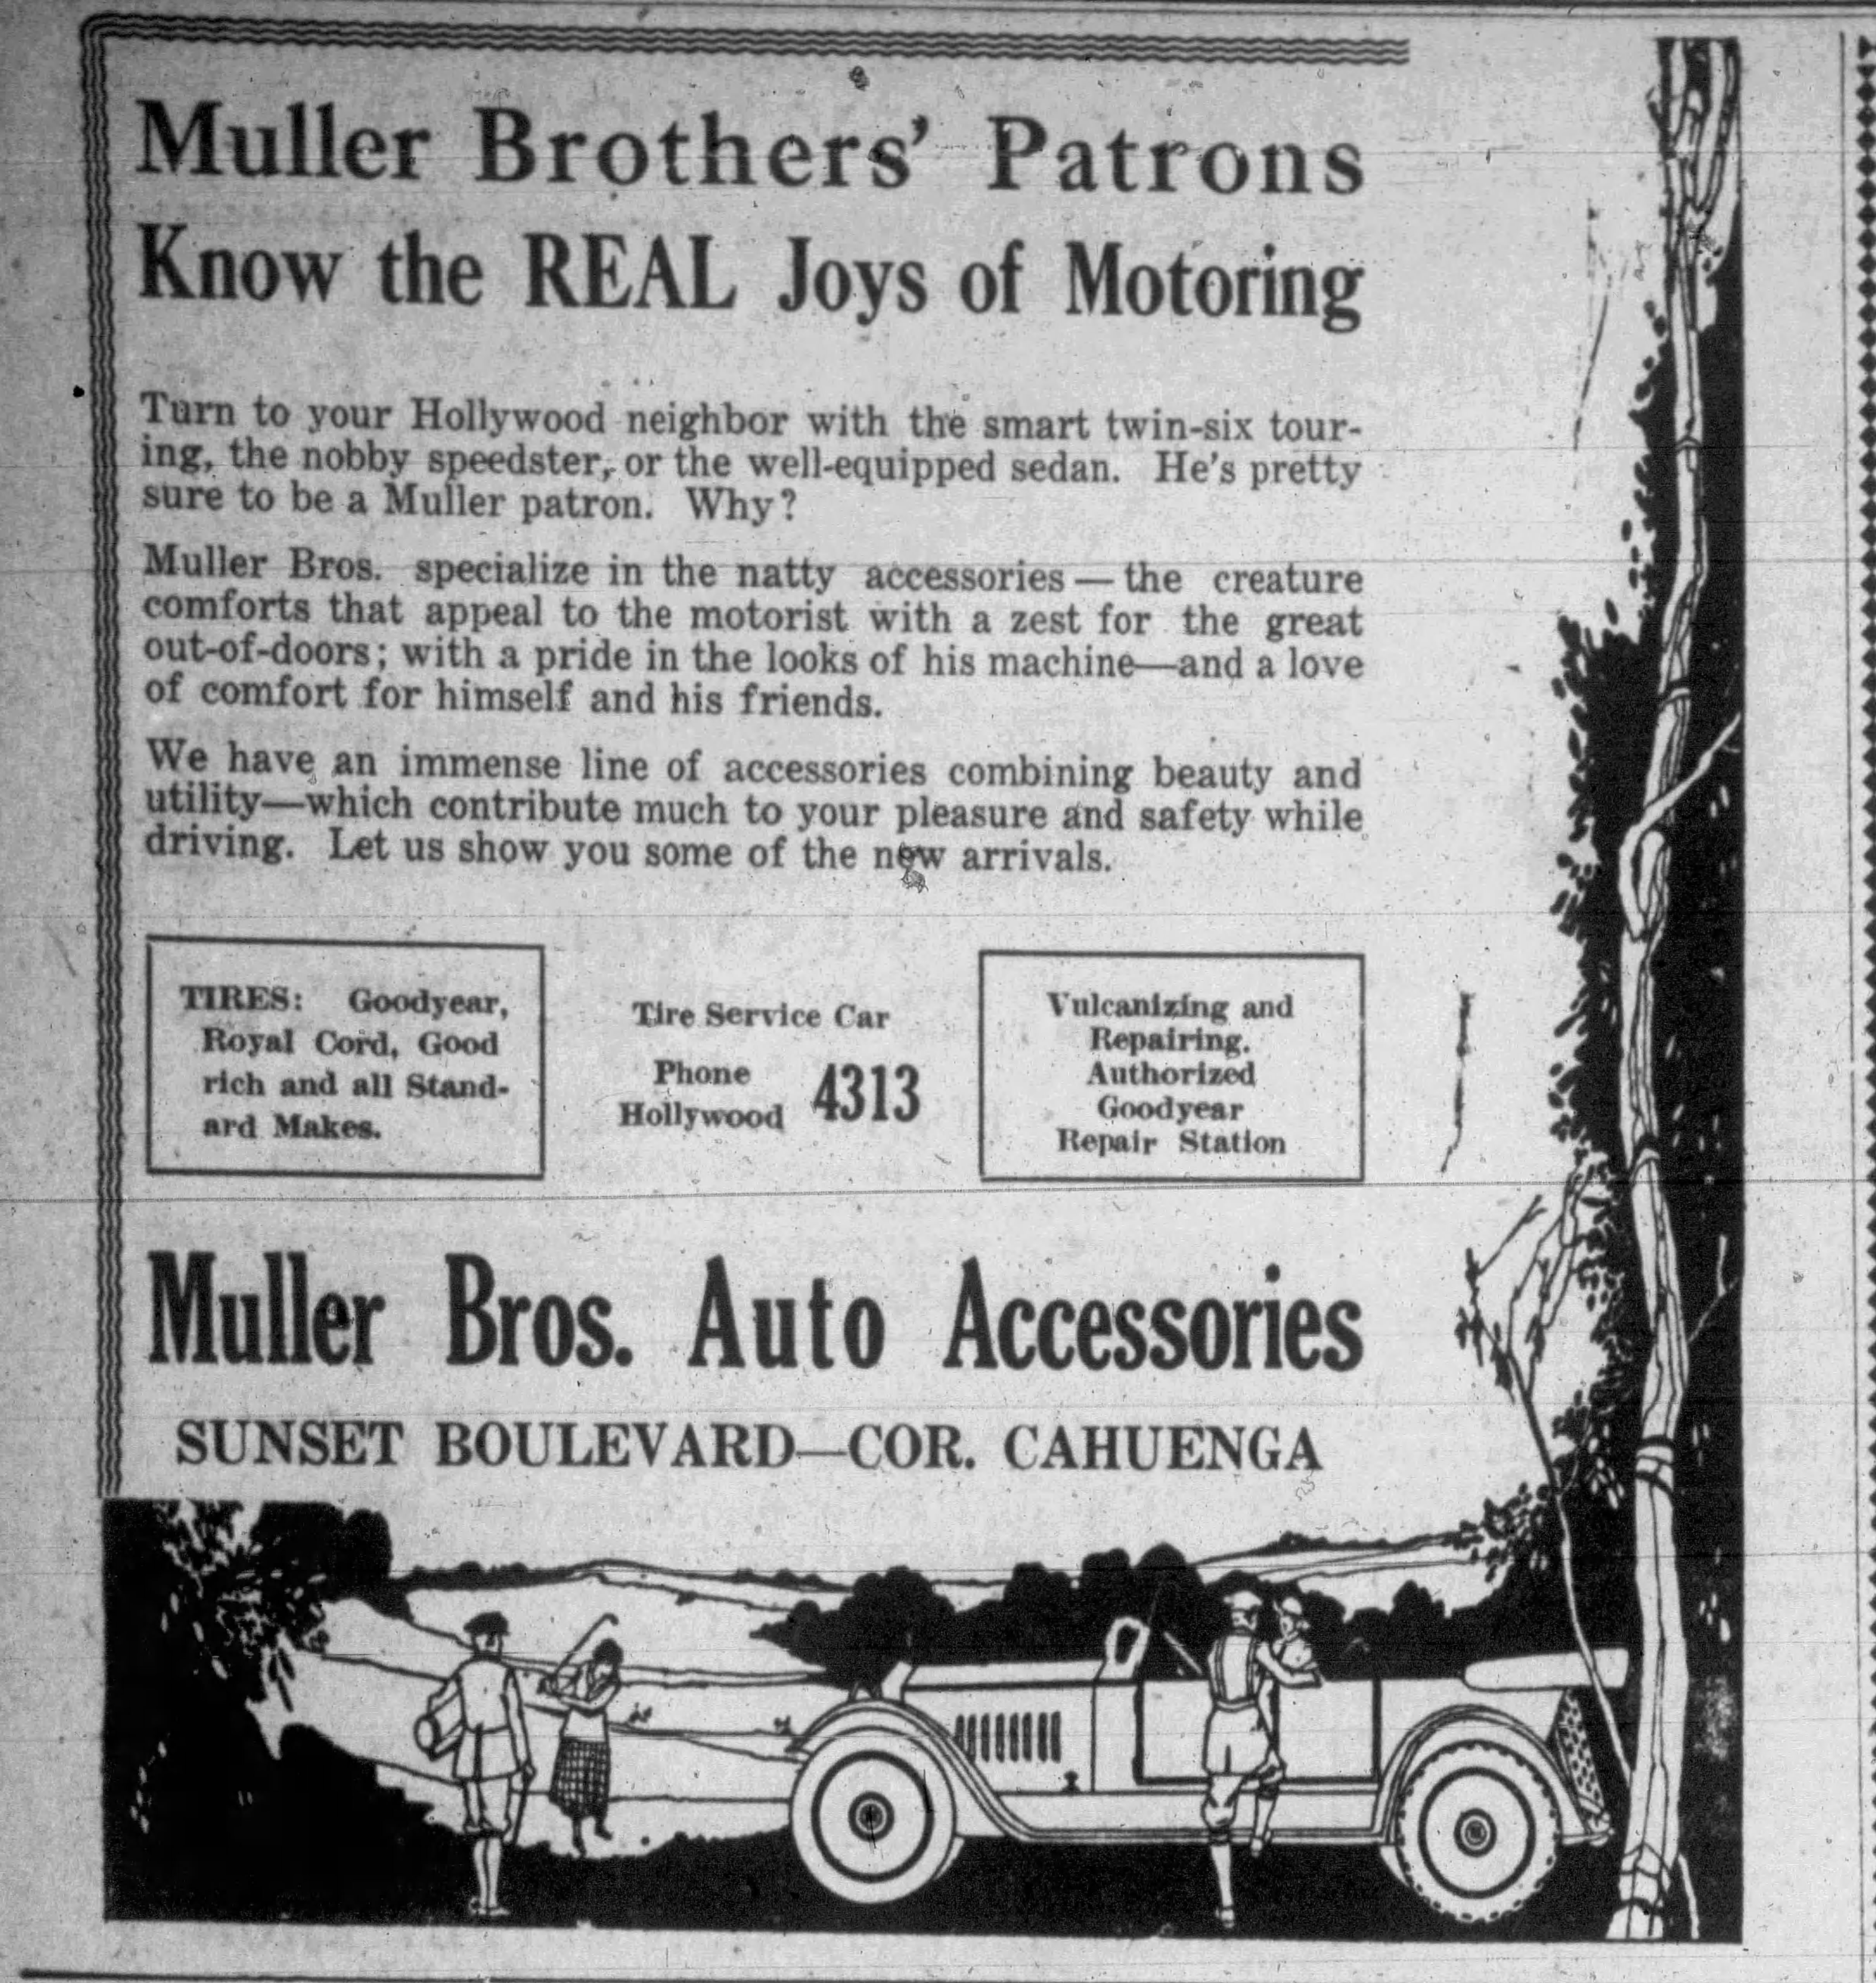 Muller Brothers' Patrons
Know the REAL Joys of Motoring
Turn to your Hollywood neighbor with the smart twin-six tour-
ing, the nobby speedster, or the well-equipped sedan. He's pretty
sure to be a Muller patron. Why?
Muller Bros. specialize in the natty accessories — the creature
comforts that appeal to the motorist with a zest for the great
out-of-doors; with a pride in the looks of his machine—and a love
of comfort for himself and his friends.
We have an immense line of accessories combining beauty and
utility—which contribute much to your pleasure and safety while
driving. Let us show you some of the new arrivals.
TIRES: Goodyear,
Royal Cord, Good
rich and all Stand-
ard Makes.
Tire Service Car
Phone
Hollywood 4313
Vulcanizing and
Repairing.
Authorized
Goodyear
Repair Station
Muller Bros. Auto Accessories
SUNSET BOULEVARD—COR. CAHUENGA